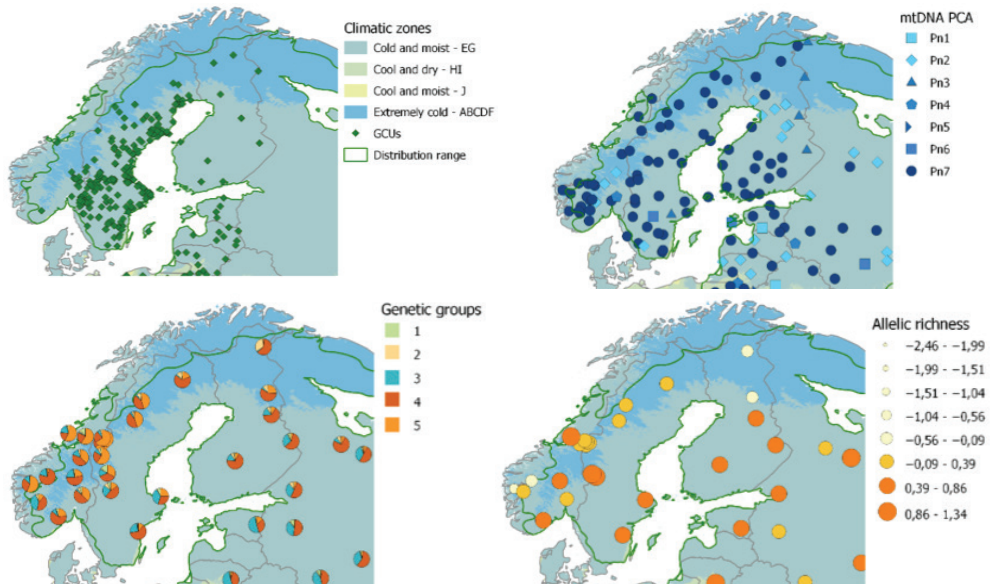 Climatic zones
Cold and moist - EG
Cool and dry - HI
Cool and moist - J
Extremely cold - ABCDF
GCUs
Distribution range
mtDNA PCA
Pn1
Pn2
Pn3
Pn4
Pn5
Pn6
Pn7
Genetic groups
1
2
3
4
5
Allelic richness
−2,46 - −1,99
−1,99 - −1,51
−1,51 - −1,04
−1,04 - −0,56
−0,56 - −0,09
−0,09 - 0,39
0,39 - 0,86
0,86 - 1,34